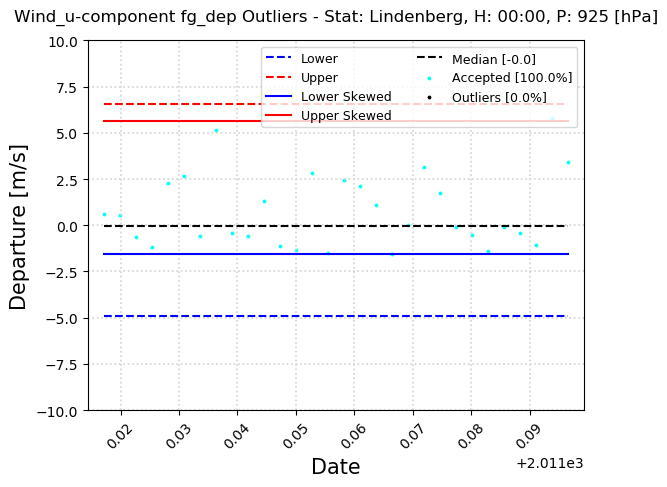 Wind_u-component fg_dep Outliers - Stat: Lindenberg, H: 00:00, P: 925 [hPa]
10.0
7.5
5.0
2.5
0.0
−2.5
−5.0
−7.5
−10.0
Departure [m/s]
Lower
Upper
Lower Skewed
Upper Skewed
Median [-0.0]
Accepted [100.0%]
Outliers [0.0%]
0.02
0.03
0.04
0.05
0.06
0.07
0.08
0.09
+2.011e3
Date